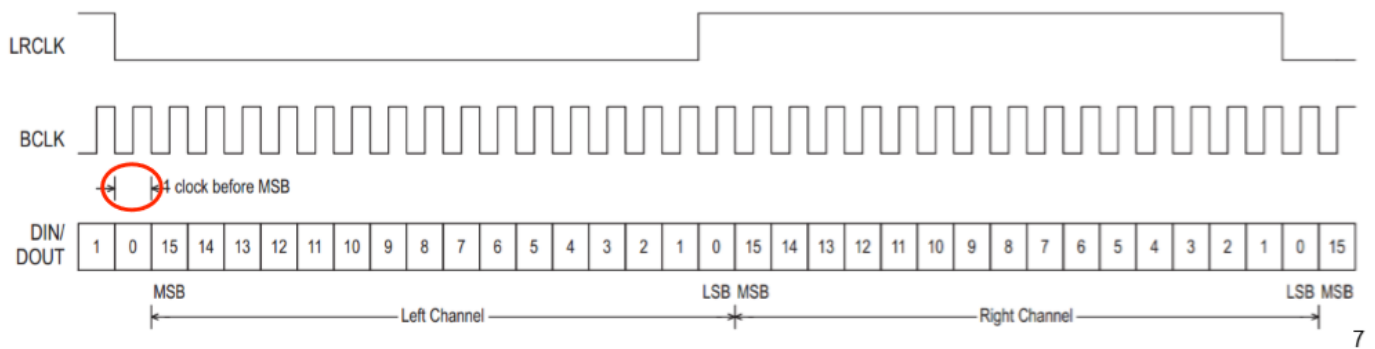 LRCLK
BCLK
1 clock before MSB
DIN/
DOUT
1 0 15 14 13 12 11 10 9 8 7 6 5 4 3 2 1 0 15 14 13 12 11 10 9 8 7 6 5 4 3 2 1 0 15
MSB LSB MSB LSB MSB
Left Channel Right Channel
7